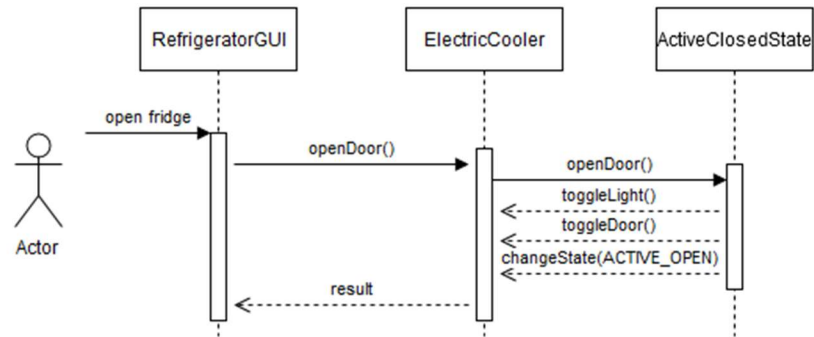 RefrigeratorGUI
ElectricCooler
ActiveClosedState
open fridge
openDoor()
openDoor()
toggleLight()
toggleDoor()
changeState(ACTIVE_OPEN)
result
Actor